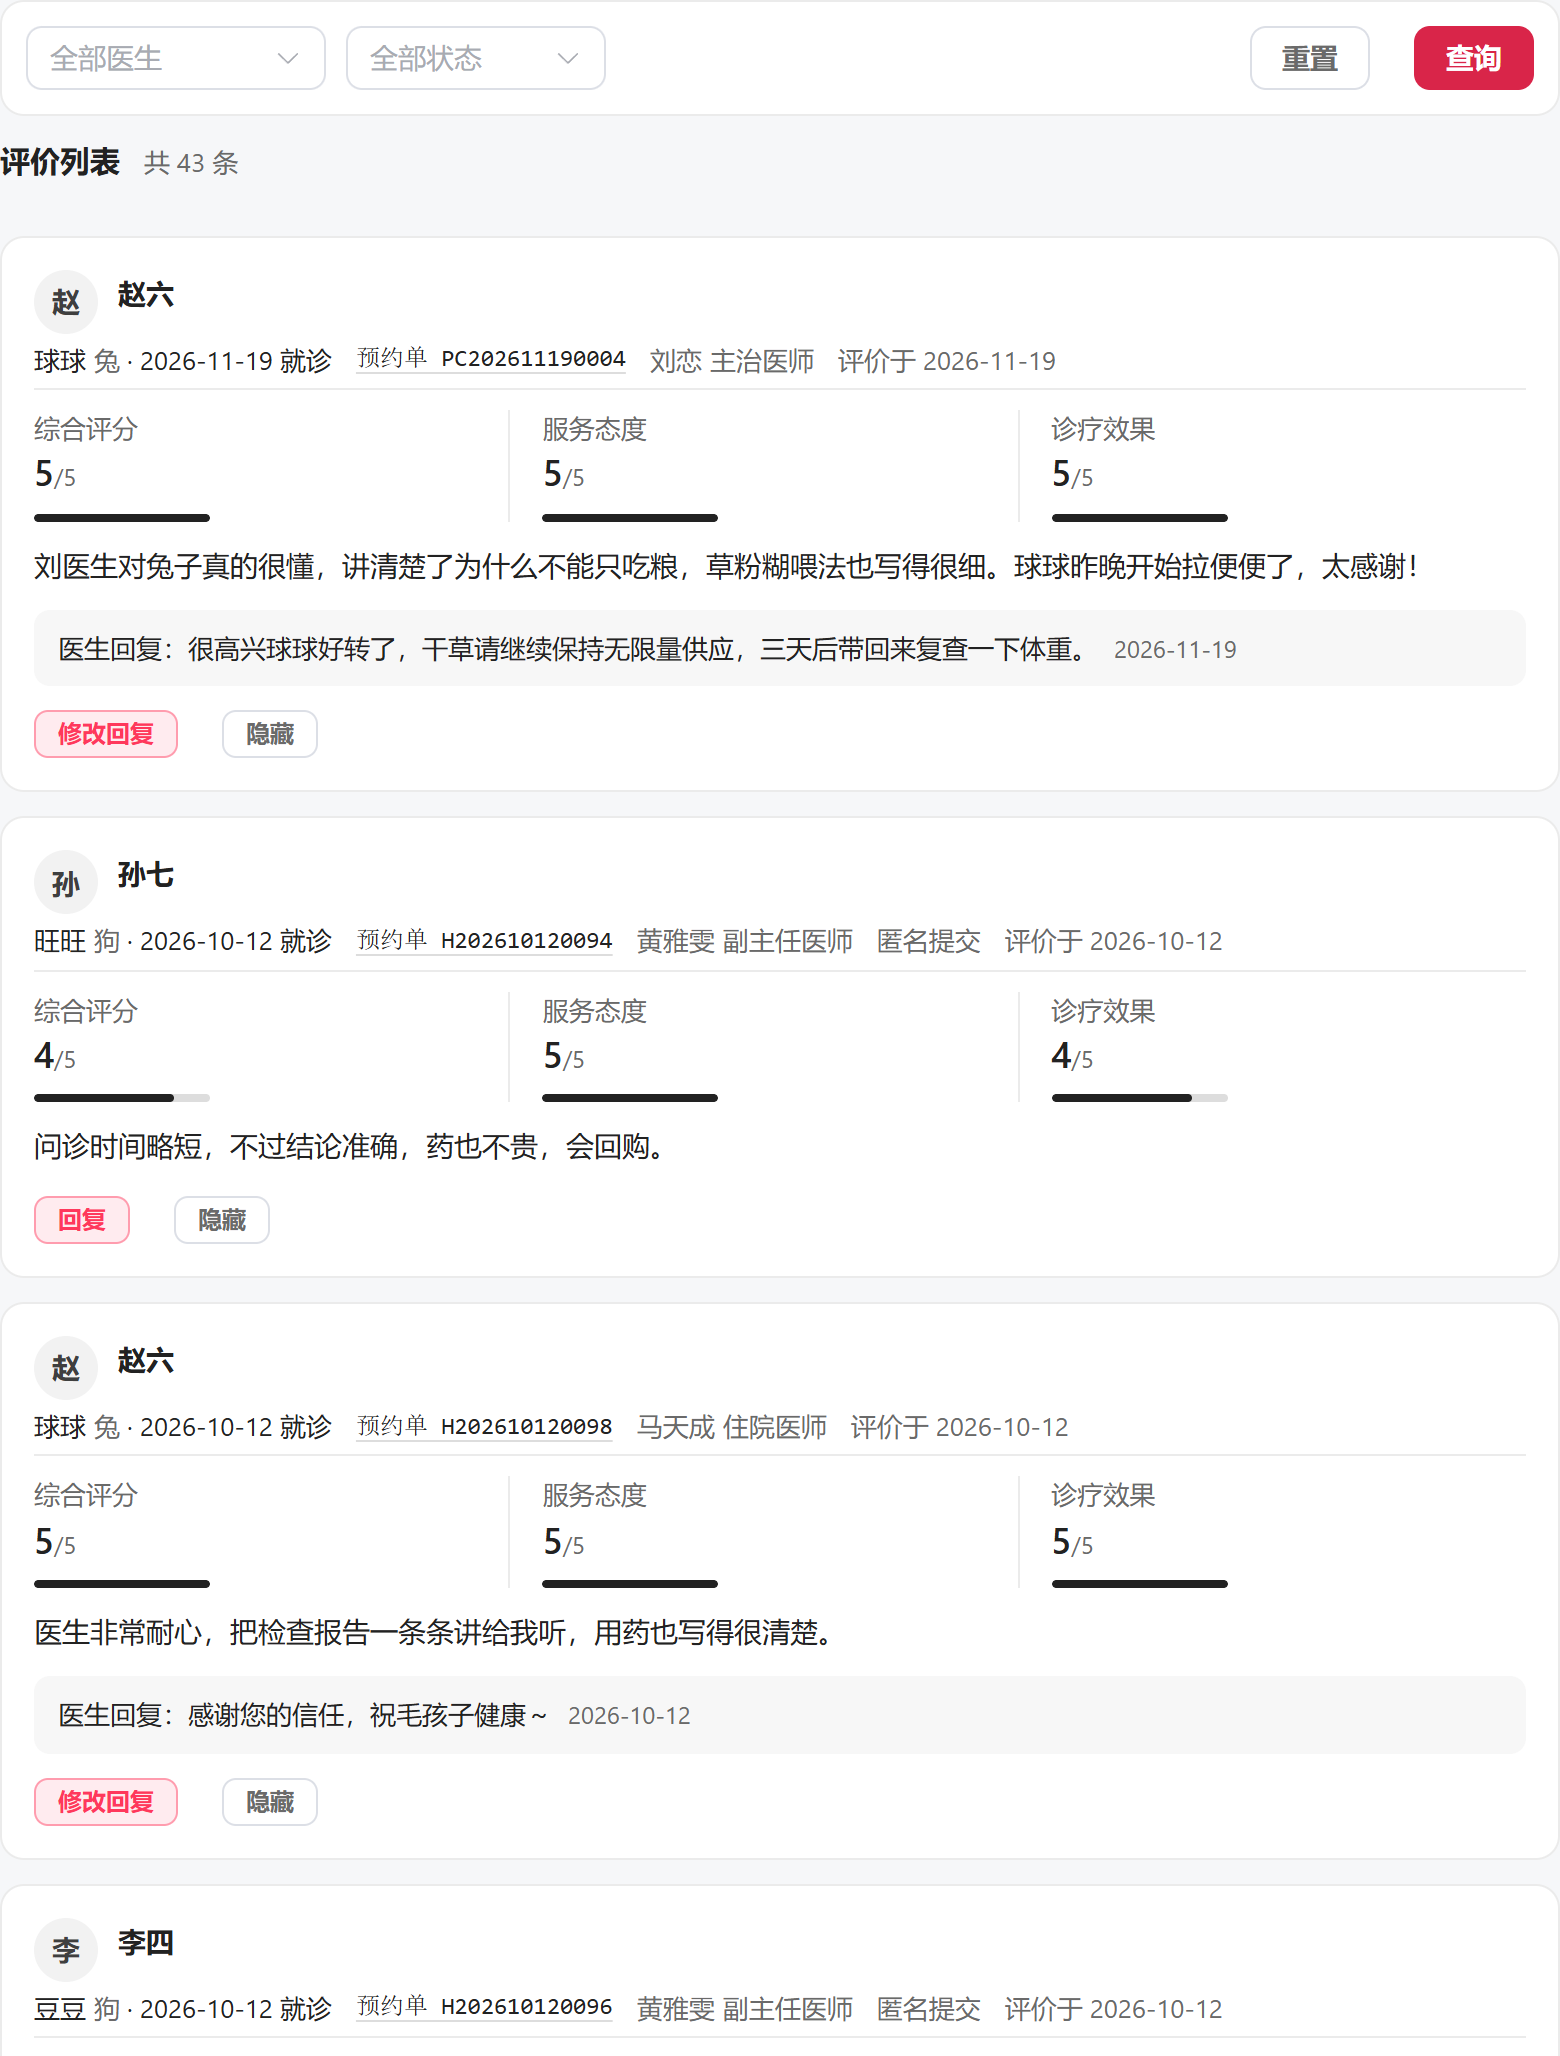 全部医生 全部状态 重置 查询
评价列表 共 43 条
赵 赵六
球球 兔 · 2026-11-19 就诊 预约单 PC202611190004 刘恋 主治医师 评价于 2026-11-19
综合评分 服务态度 诊疗效果
5/5 5/5 5/5
刘医生对兔子真的很懂，讲清楚了为什么不能只吃粮，草粉糊喂法也写得很细。球球昨晚开始拉便便了，太感谢！
医生回复：很高兴球球好转了，干草请继续保持无限量供应，三天后带回来复查一下体重。 2026-11-19
修改回复 隐藏
孙 孙七
旺旺 狗 · 2026-10-12 就诊 预约单 H202610120094 黄雅雯 副主任医师 匿名提交 评价于 2026-10-12
综合评分 服务态度 诊疗效果
4/5 5/5 4/5
问诊时间略短，不过结论准确，药也不贵，会回购。
回复 隐藏
赵 赵六
球球 兔 · 2026-10-12 就诊 预约单 H202610120098 马天成 住院医师 评价于 2026-10-12
综合评分 服务态度 诊疗效果
5/5 5/5 5/5
医生非常耐心，把检查报告一条条讲给我听，用药也写得很清楚。
医生回复：感谢您的信任，祝毛孩子健康～ 2026-10-12
修改回复 隐藏
李 李四
豆豆 狗 · 2026-10-12 就诊 预约单 H202610120096 黄雅雯 副主任医师 匿名提交 评价于 2026-10-12